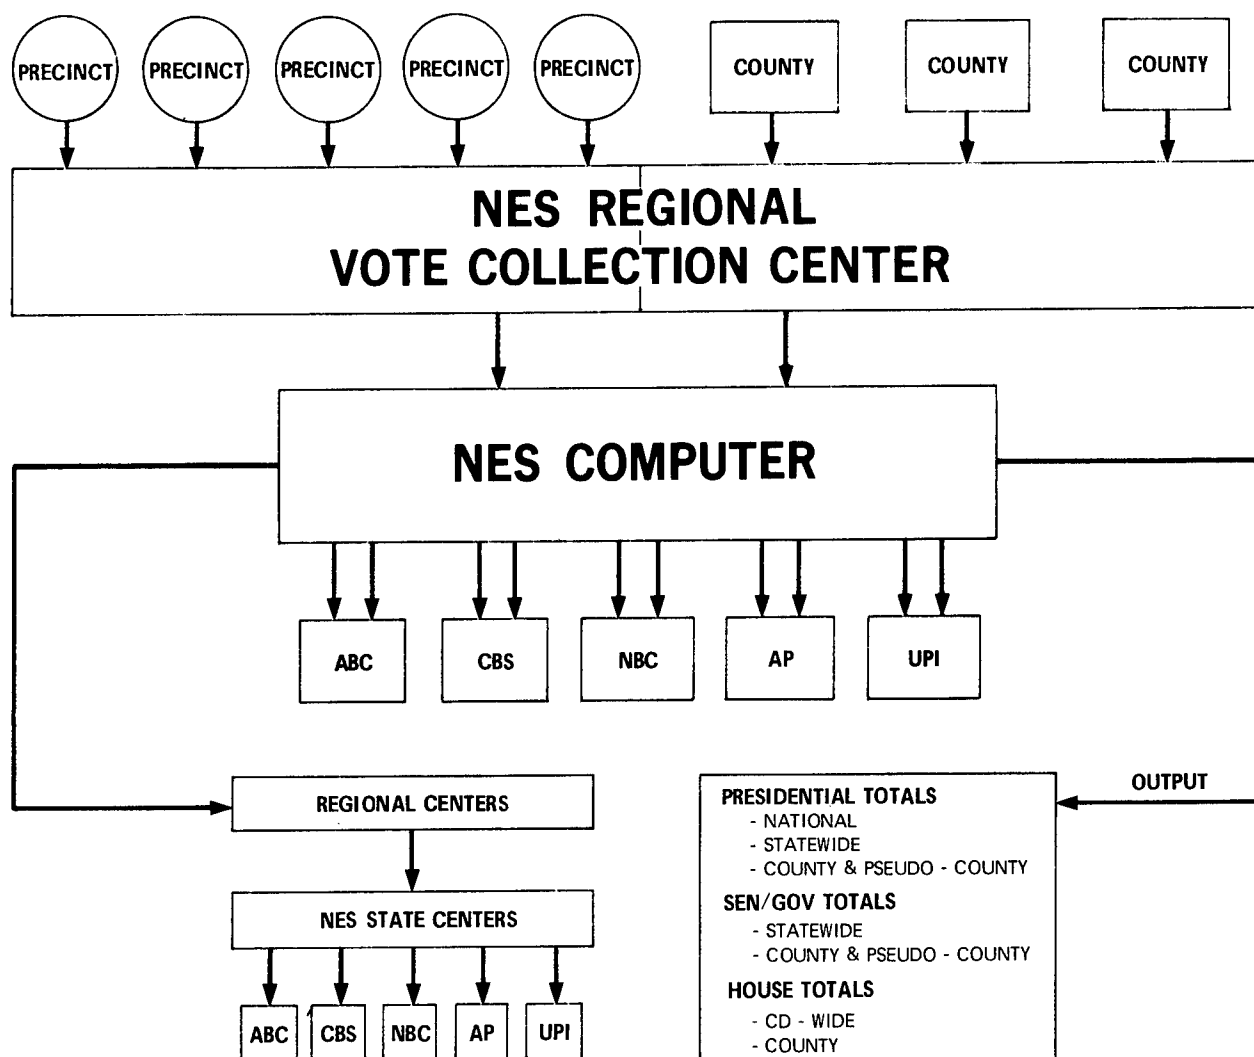 PRECINCT PRECINCT PRECINCT PRECINCT PRECINCT COUNTY COUNTY COUNTY
NES REGIONAL
VOTE COLLECTION CENTER
NES COMPUTER
ABC CBS NBC AP UPI
REGIONAL CENTERS
NES STATE CENTERS
ABC CBS NBC AP UPI
OUTPUT
PRESIDENTIAL TOTALS
- NATIONAL
- STATEWIDE
- COUNTY & PSEUDO - COUNTY
SEN/GOV TOTALS
- STATEWIDE
- COUNTY & PSEUDO - COUNTY
HOUSE TOTALS
- CD - WIDE
- COUNTY